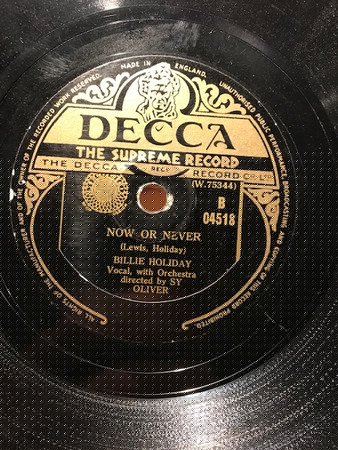 MADE IN ENGLAND.
ALL RIGHTS OF THE MANUFACTURER AND OF THE OWNER OF THE RECORDED WORK RESERVED.
UNAUTHORISED PUBLIC PERFORMANCE, BROADCASTING AND COPYING OF THIS RECORD PROHIBITED.
DECCA
THE SUPREME RECORD
THE DECCA RECORD CO. LTD.
(W.75344)
B
04518
NOW OR NEVER
(Lewis, Holiday)
BILLIE HOLIDAY
Vocal, with Orchestra
directed by SY
OLIVER